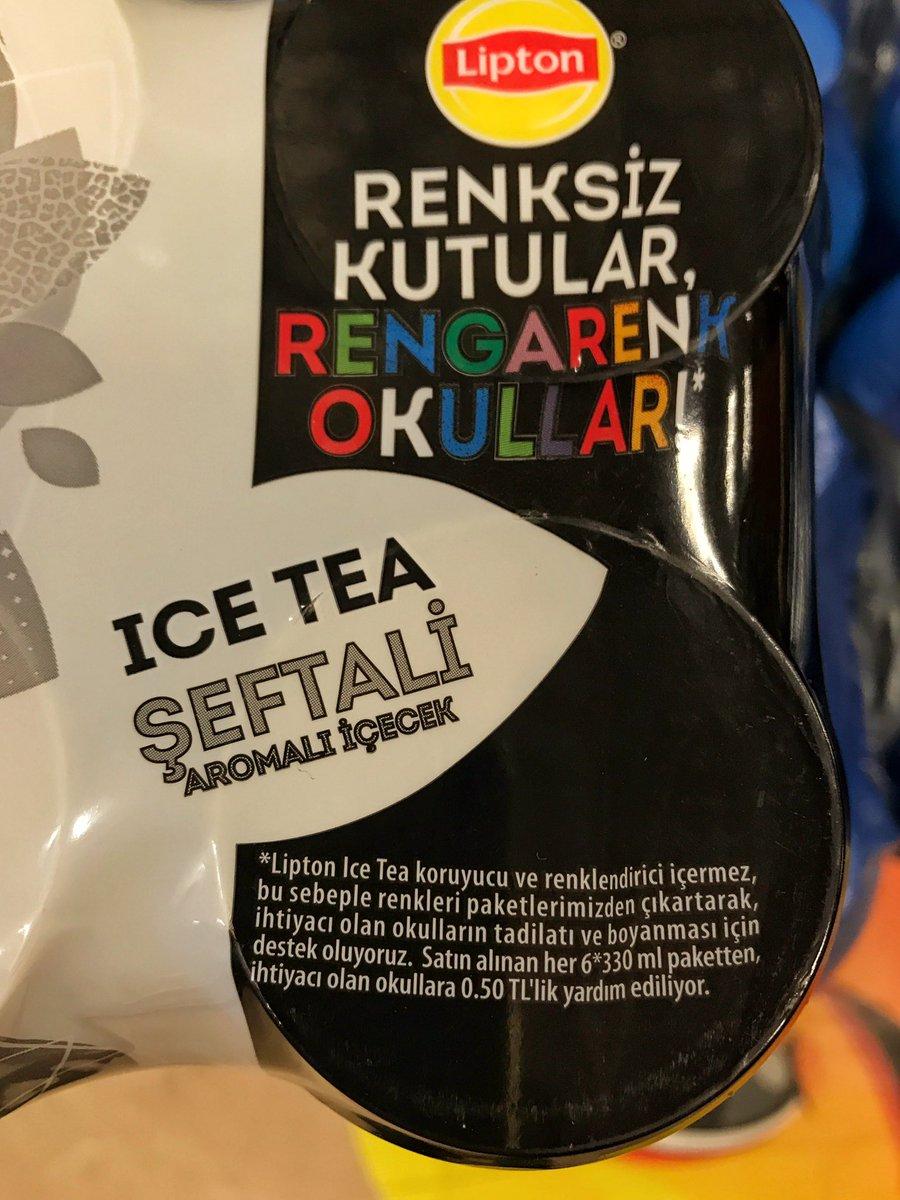 Lipton®
RENKSİZ
KUTULAR,
RENGARENK
OKULLAR!*
ICE TEA
ŞEFTALİ
AROMALI İÇECEK
*Lipton Ice Tea koruyucu ve renklendirici içermez,
bu sebeple renkleri paketlerimizden çıkartarak,
ihtiyacı olan okulların tadilatı ve boyanması için
destek oluyoruz. Satın alınan her 6*330 ml paketten,
ihtiyacı olan okullara 0.50 TL'lik yardım ediliyor.